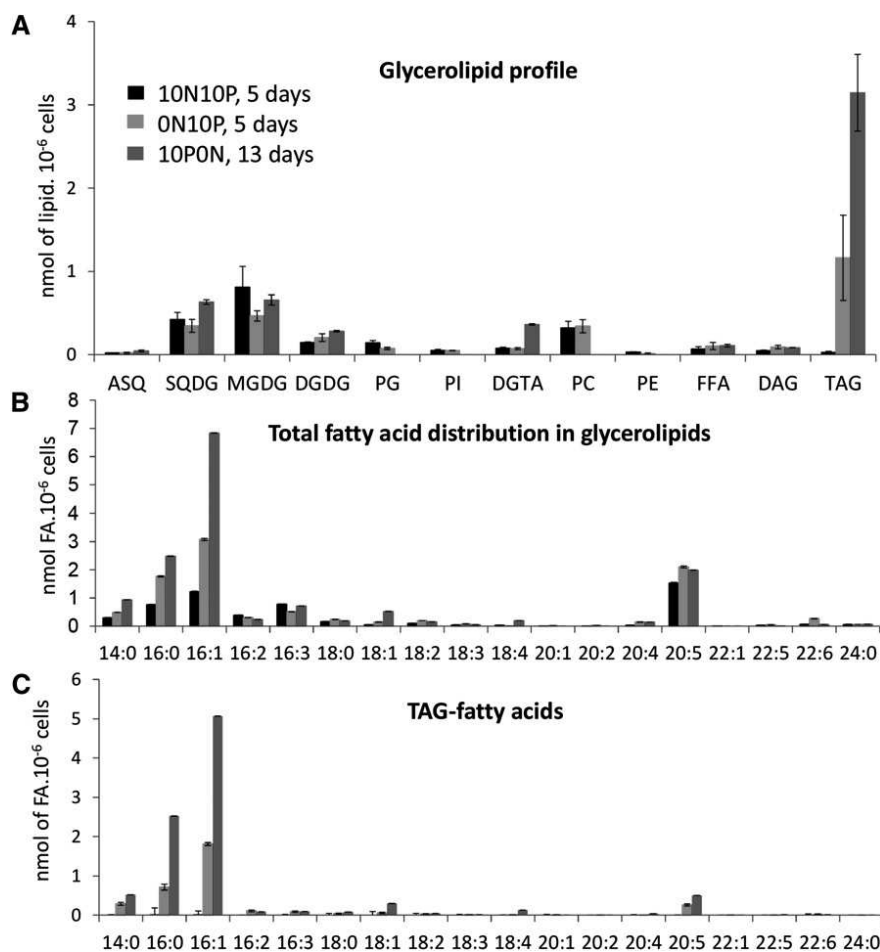 A
Glycerolipid profile
nmol of lipid. 10-6 cells
4
3
2
1
0
10N10P, 5 days
0N10P, 5 days
10P0N, 13 days
ASQ SQDG MGDG DGDG PG PI DGTA PC PE FFA DAG TAG
B
Total fatty acid distribution in glycerolipids
nmol FA.10-6 cells
8
7
6
5
4
3
2
1
0
14:0 16:0 16:1 16:2 16:3 18:0 18:1 18:2 18:3 18:4 20:1 20:2 20:4 20:5 22:1 22:5 22:6 24:0
C
TAG-fatty acids
nmol of FA.10-6 cells
6
5
4
3
2
1
0
14:0 16:0 16:1 16:2 16:3 18:0 18:1 18:2 18:3 18:4 20:1 20:2 20:4 20:5 22:1 22:5 22:6 24:0